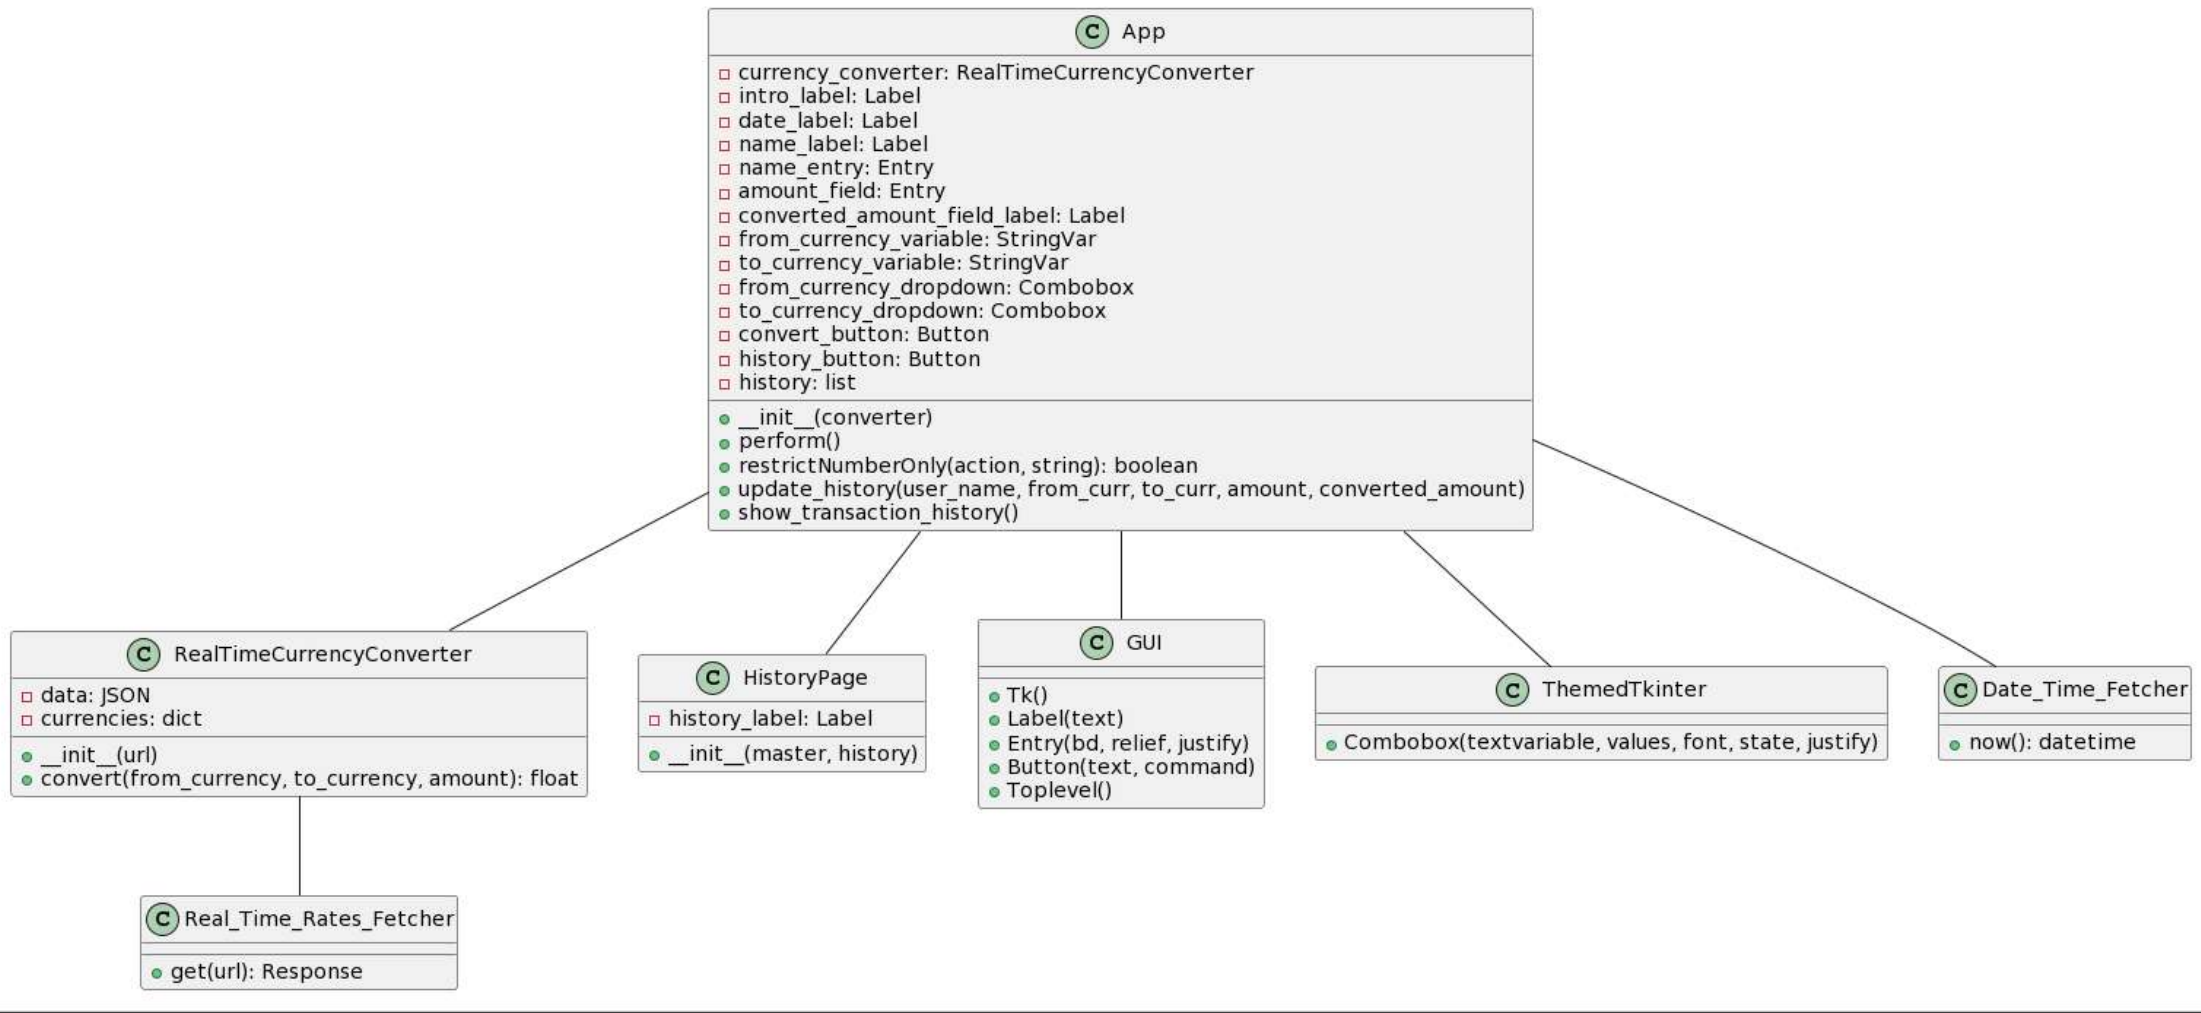 C App
currency_converter: RealTimeCurrencyConverter
intro_label: Label
date_label: Label
name_label: Label
name_entry: Entry
amount_field: Entry
converted_amount_field_label: Label
from_currency_variable: StringVar
to_currency_variable: StringVar
from_currency_dropdown: Combobox
to_currency_dropdown: Combobox
convert_button: Button
history_button: Button
history: list
__init__(converter)
perform()
restrictNumberOnly(action, string): boolean
update_history(user_name, from_curr, to_curr, amount, converted_amount)
show_transaction_history()
C RealTimeCurrencyConverter
data: JSON
currencies: dict
__init__(url)
convert(from_currency, to_currency, amount): float
C HistoryPage
history_label: Label
__init__(master, history)
C GUI
Tk()
Label(text)
Entry(bd, relief, justify)
Button(text, command)
Toplevel()
C ThemedTkinter
Combobox(textvariable, values, font, state, justify)
C Date_Time_Fetcher
now(): datetime
C Real_Time_Rates_Fetcher
get(url): Response